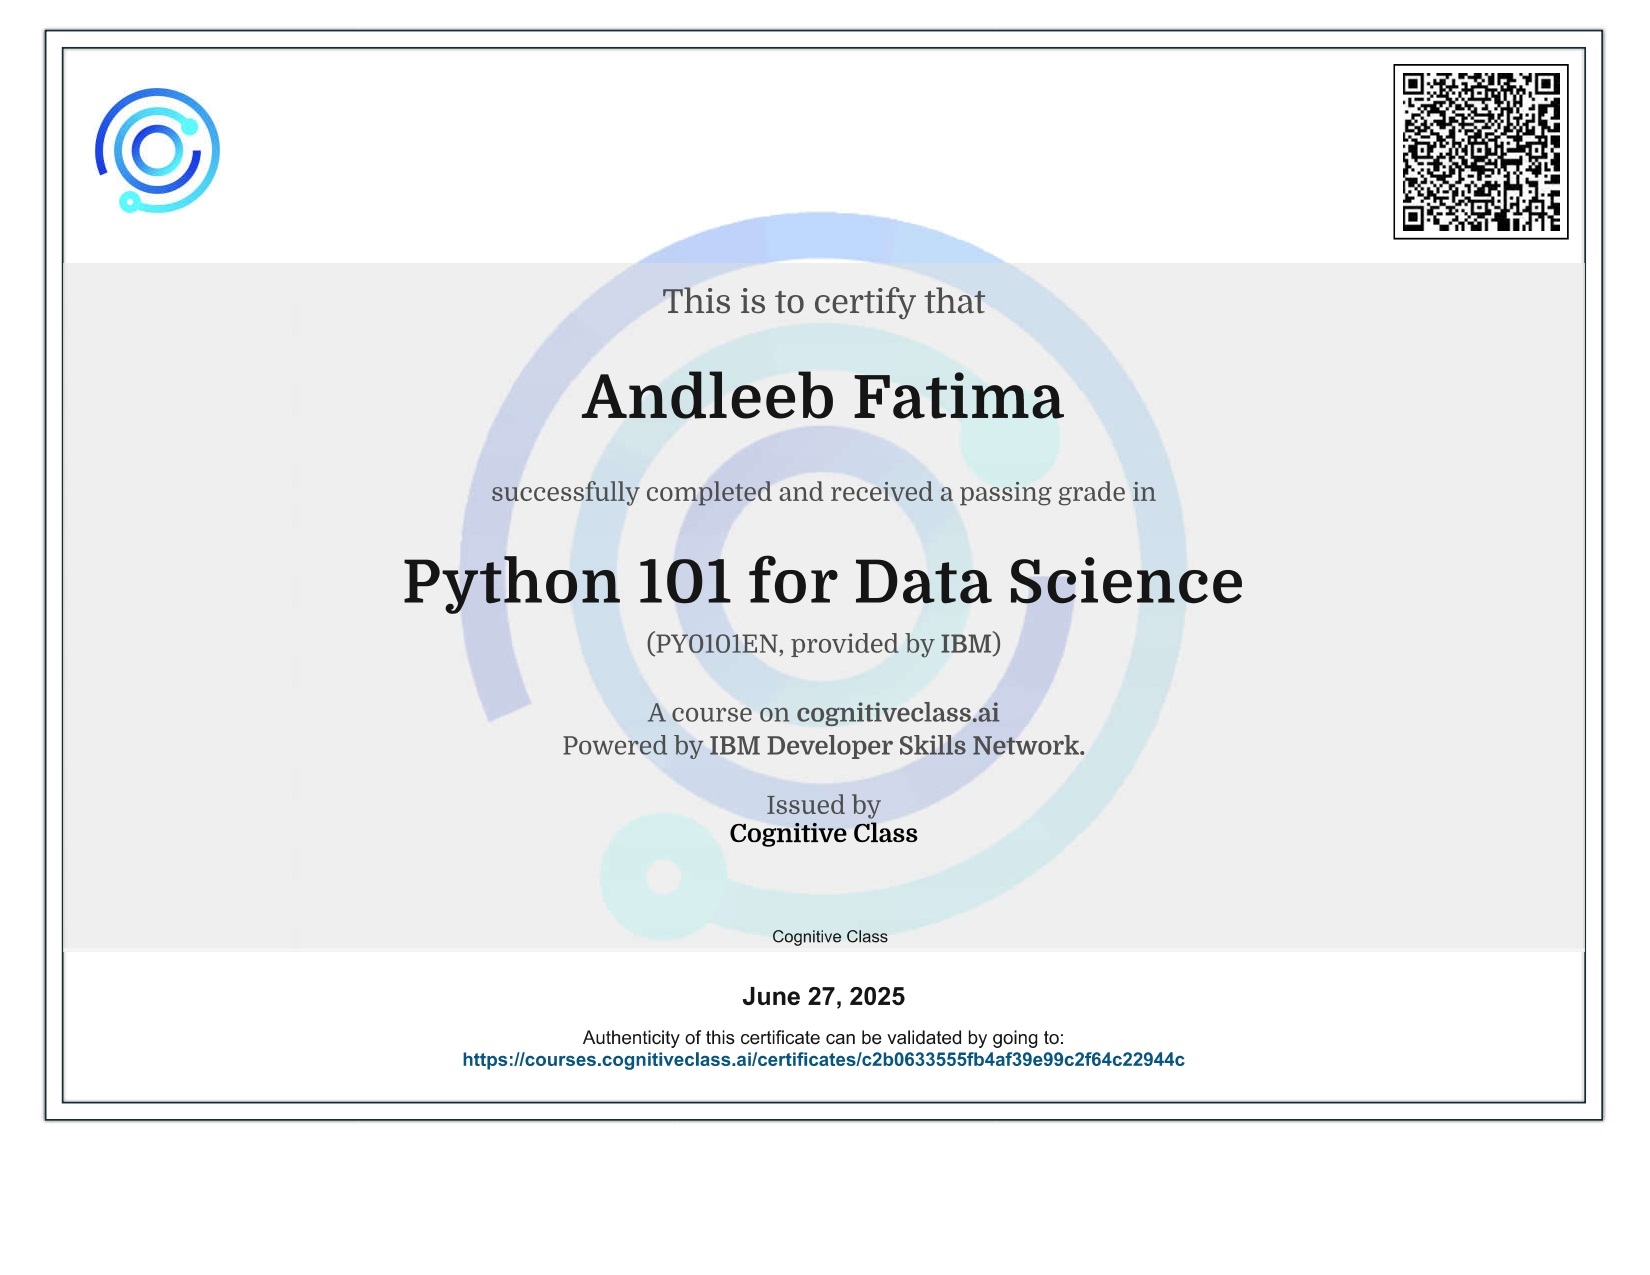 This is to certify that
Andleeb Fatima
successfully completed and received a passing grade in
Python 101 for Data Science
(PY0101EN, provided by IBM)
A course on cognitiveclass.ai
Powered by IBM Developer Skills Network.
Issued by
Cognitive Class
Cognitive Class
June 27, 2025
Authenticity of this certificate can be validated by going to:
https://courses.cognitiveclass.ai/certificates/c2b0633555fb4af39e99c2f64c22944c